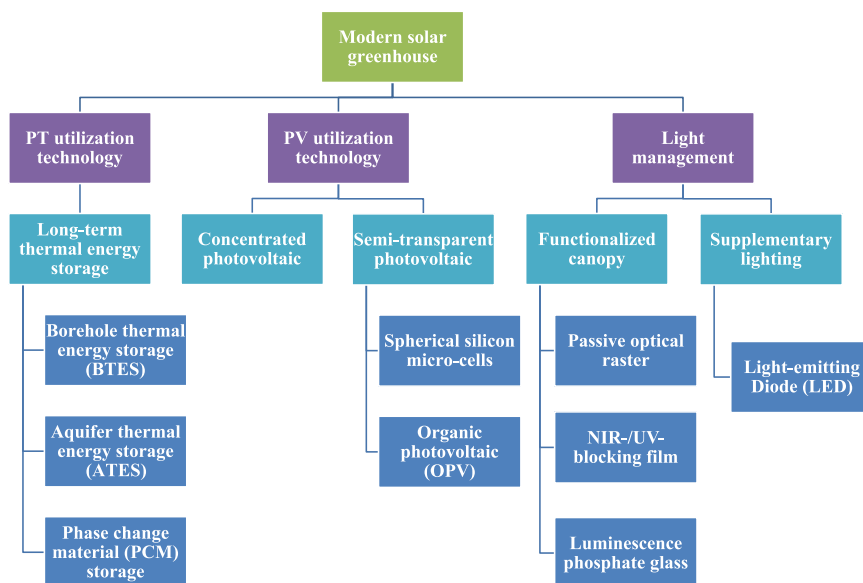 Modern solar
greenhouse
PT utilization
technology
PV utilization
technology
Light
management
Long-term
thermal energy
storage
Concentrated
photovoltaic
Semi-transparent
photovoltaic
Functionalized
canopy
Supplementary
lighting
Borehole thermal
energy storage
(BTES)
Spherical silicon
micro-cells
Passive optical
raster
Light-emitting
Diode (LED)
Aquifer thermal
energy storage
(ATES)
Organic
photovoltaic
(OPV)
NIR-/UV-
blocking film
Phase change
material (PCM)
storage
Luminescence
phosphate glass